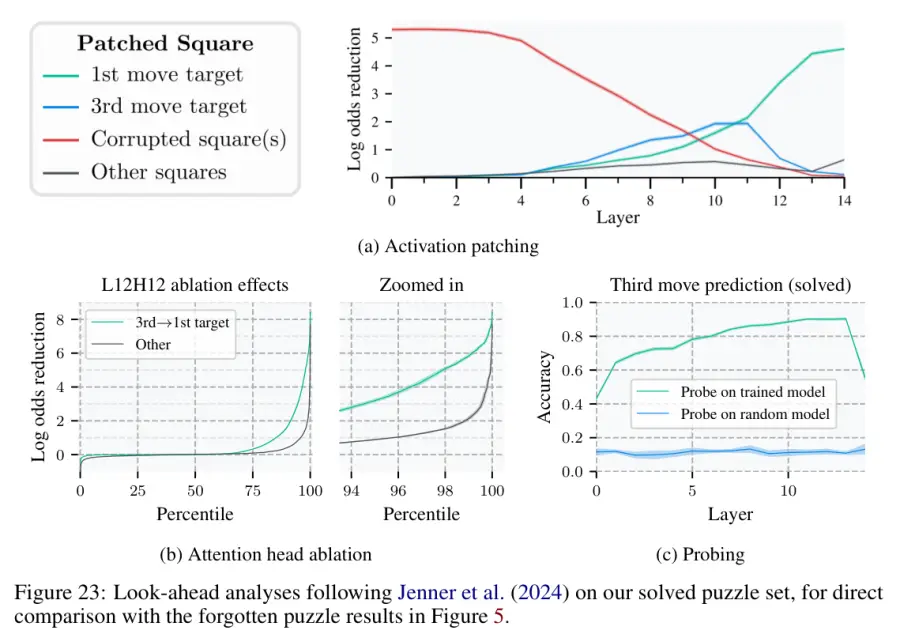 Patched Square
1st move target
3rd move target
Corrupted square(s)
Other squares
Log odds reduction
5
4
3
2
1
0
0 2 4 6 8 10 12 14
Layer
(a) Activation patching
L12H12 ablation effects
3rd→1st target
Other
Log odds reduction
8
6
4
2
0
0 25 50 75 100
Percentile
Zoomed in
94 96 98 100
Percentile
(b) Attention head ablation
Third move prediction (solved)
Accuracy
1.0
0.8
0.6
0.4
0.2
0.0
Probe on trained model
Probe on random model
0 5 10
Layer
(c) Probing
Figure 23: Look-ahead analyses following Jenner et al. (2024) on our solved puzzle set, for direct
comparison with the forgotten puzzle results in Figure 5.